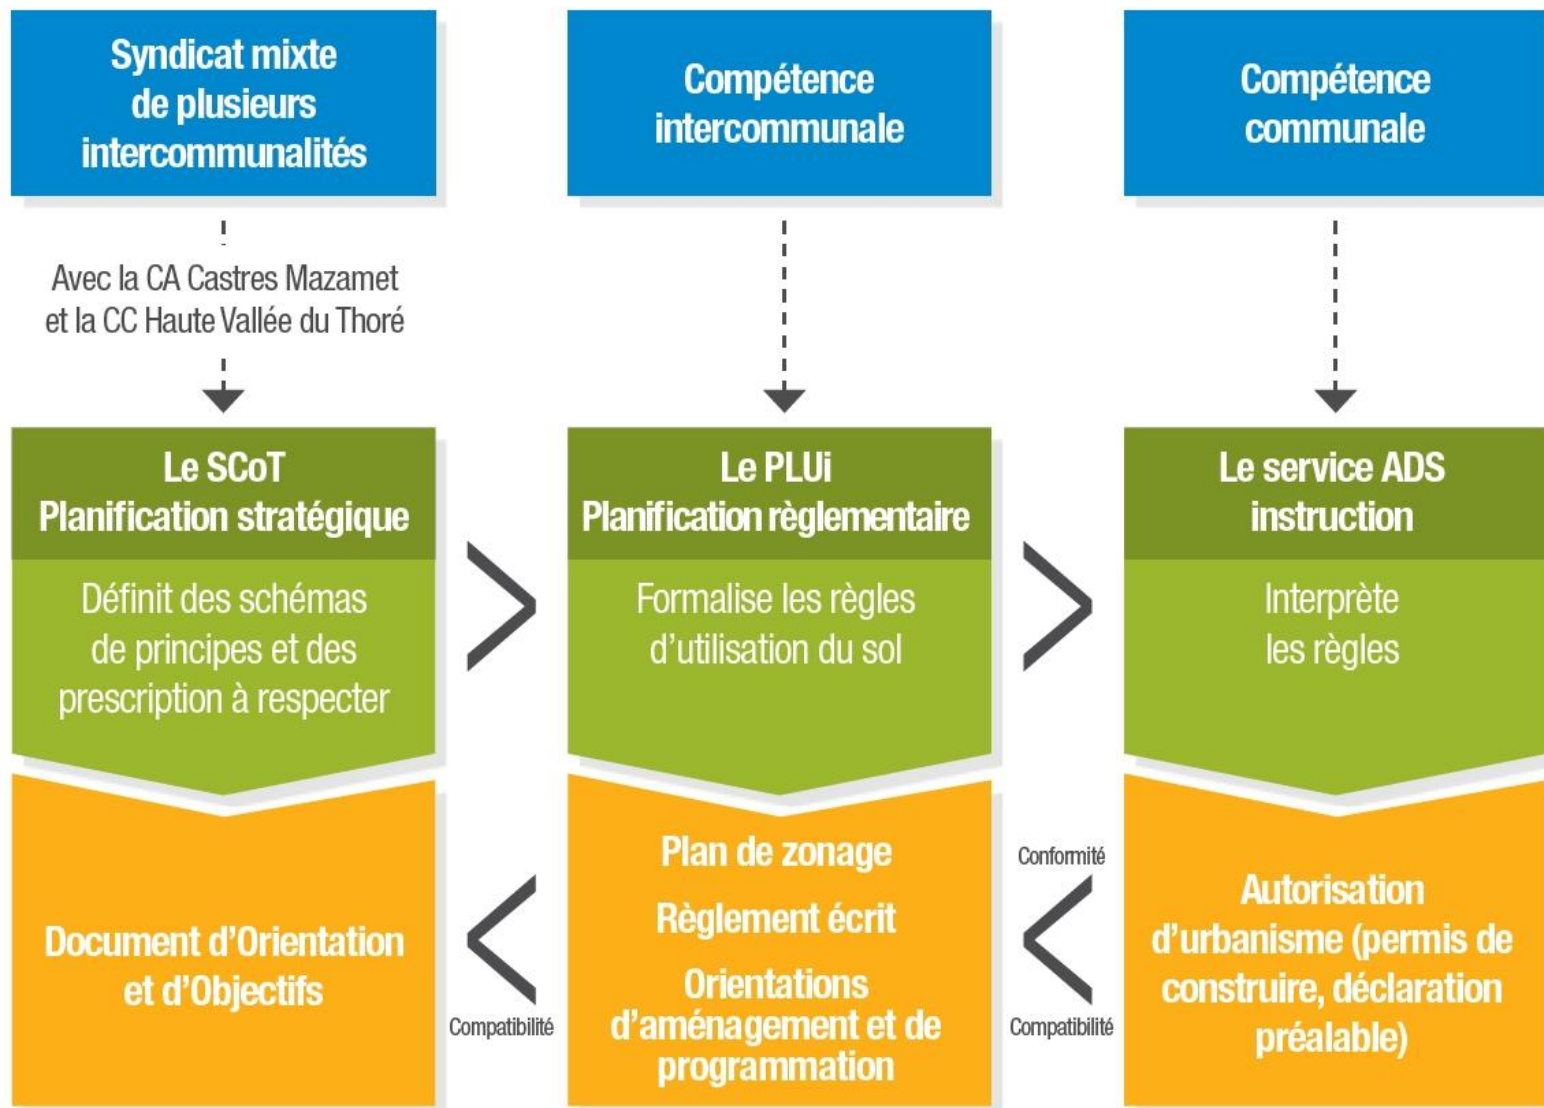 Syndicat mixte
de plusieurs
intercommunalités
Avec la CA Castres Mazamet
et la CC Haute Vallée du Thoré
Le SCoT
Planification stratégique
Définit des schémas
de principes et des
prescription à respecter
Document d'Orientation
et d'Objectifs
Compatibilité
Compétence
intercommunale
Le PLUi
Planification règlementaire
Formalise les règles
d'utilisation du sol
Plan de zonage
Règlement écrit
Orientations
d'aménagement et de
programmation
Conformité
Compatibilité
Compétence
communale
Le service ADS
instruction
Interprète
les règles
Autorisation
d'urbanisme (permis de
construire, déclaration
préalable)